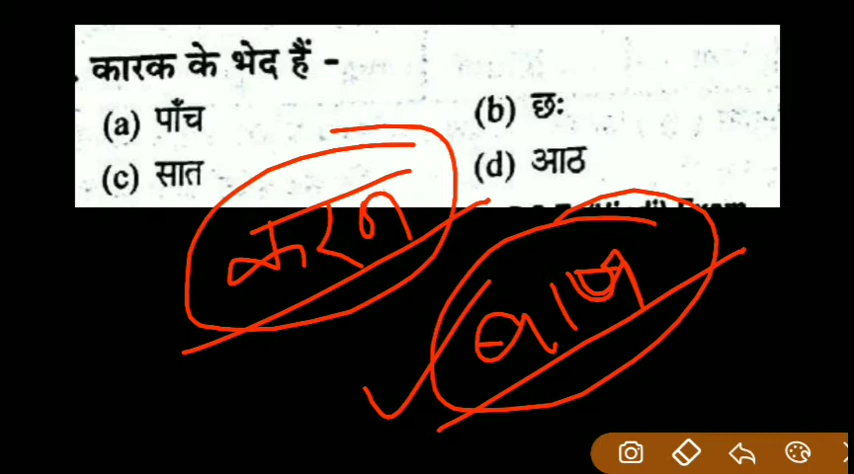 . कारक के भेद हैं -
(a) पाँच (b) छः
(c) सात (d) आठ
करण
बाण